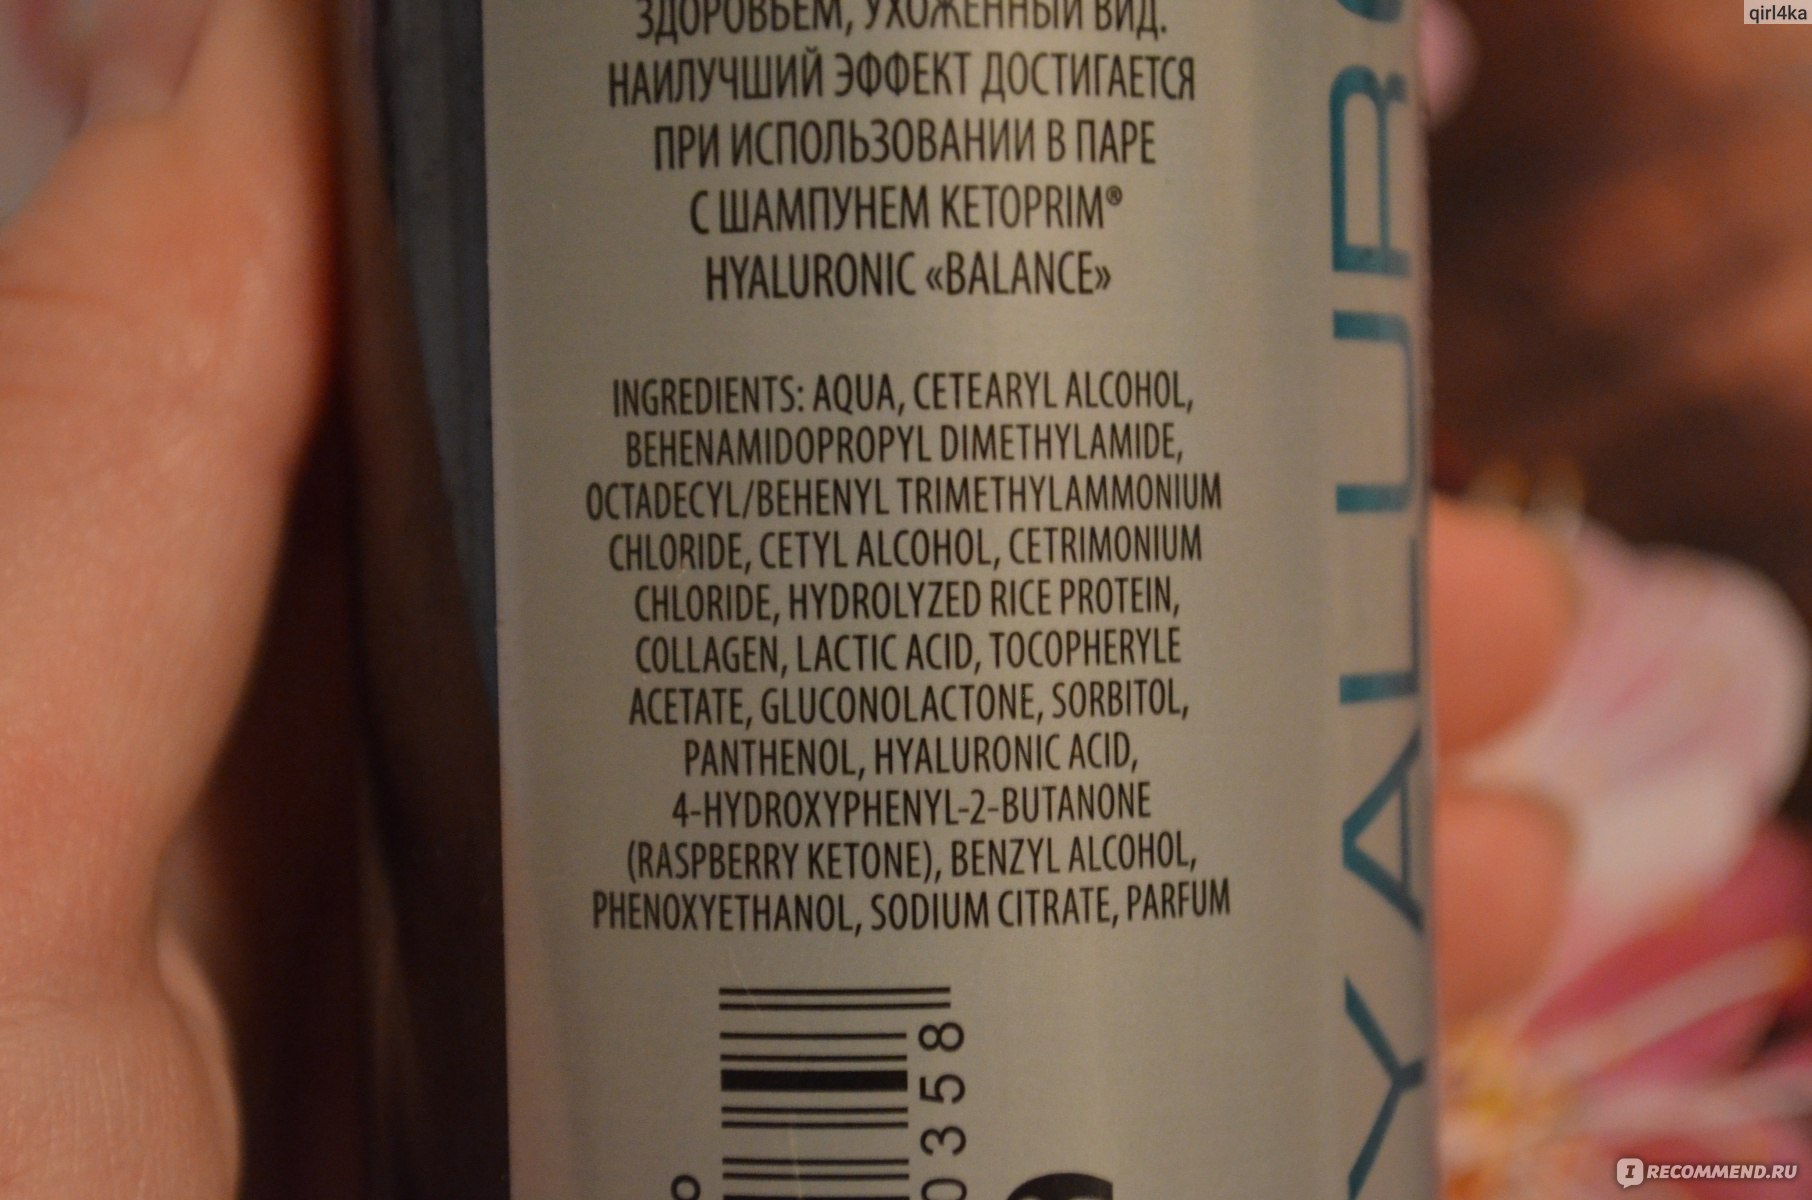 qirl4ka
ЗДОРОВЬЕМ, УХОЖЕННЫЙ ВИД.
НАИЛУЧШИЙ ЭФФЕКТ ДОСТИГАЕТСЯ
ПРИ ИСПОЛЬЗОВАНИИ В ПАРЕ
С ШАМПУНЕМ KETOPRIM®
HYALURONIC «BALANCE»
INGREDIENTS: AQUA, CETEARYL ALCOHOL,
BEHENAMIDOPROPYL DIMETHYLAMIDE,
OCTADECYL/BEHENYL TRIMETHYLAMMONIUM
CHLORIDE, CETYL ALCOHOL, CETRIMONIUM
CHLORIDE, HYDROLYZED RICE PROTEIN,
COLLAGEN, LACTIC ACID, TOCOPHERYLE
ACETATE, GLUCONOLACTONE, SORBITOL,
PANTHENOL, HYALURONIC ACID,
4-HYDROXYPHENYL-2-BUTANONE
(RASPBERRY KETONE), BENZYL ALCOHOL,
PHENOXYETHANOL, SODIUM CITRATE, PARFUM
0358
YALUR
IRECOMMEND.RU